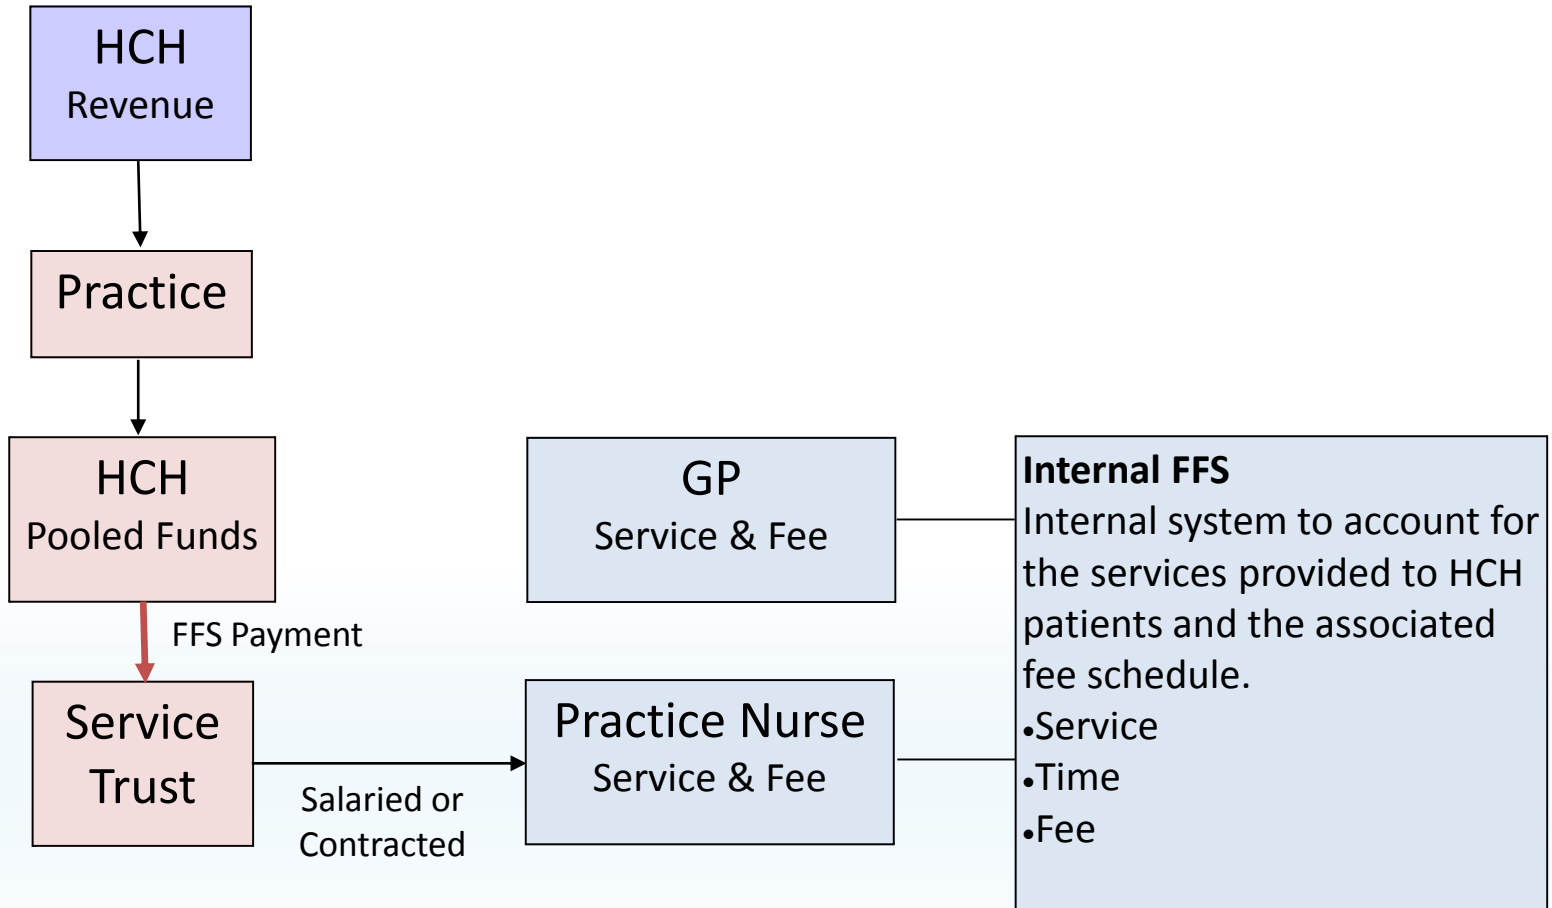 HCH
Revenue
Practice
HCH
Pooled Funds
FFS Payment
Service
Trust
Salaried or
Contracted
GP
Service & Fee
Practice Nurse
Service & Fee
Internal FFS
Internal system to account for
the services provided to HCH
patients and the associated
fee schedule.
•Service
•Time
•Fee